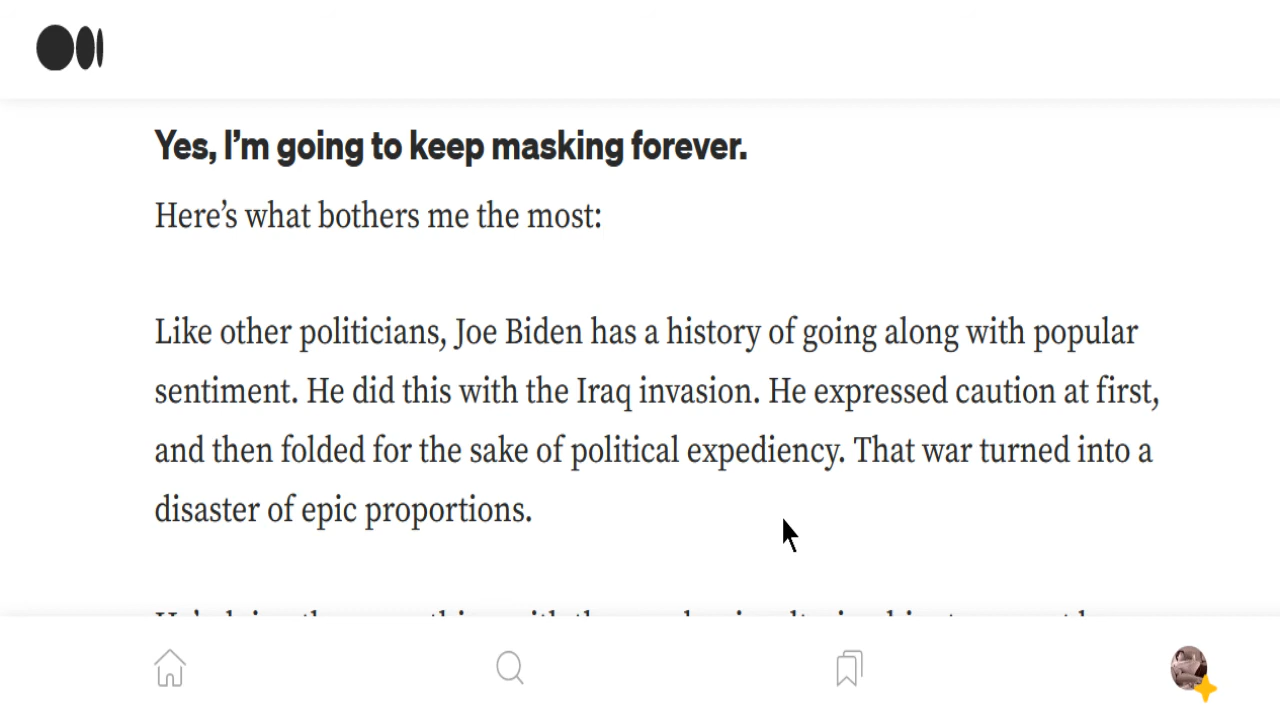 Yes, I’m going to keep masking forever.
Here’s what bothers me the most:
Like other politicians, Joe Biden has a history of going along with popular
sentiment. He did this with the Iraq invasion. He expressed caution at first,
and then folded for the sake of political expediency. That war turned into a
disaster of epic proportions.